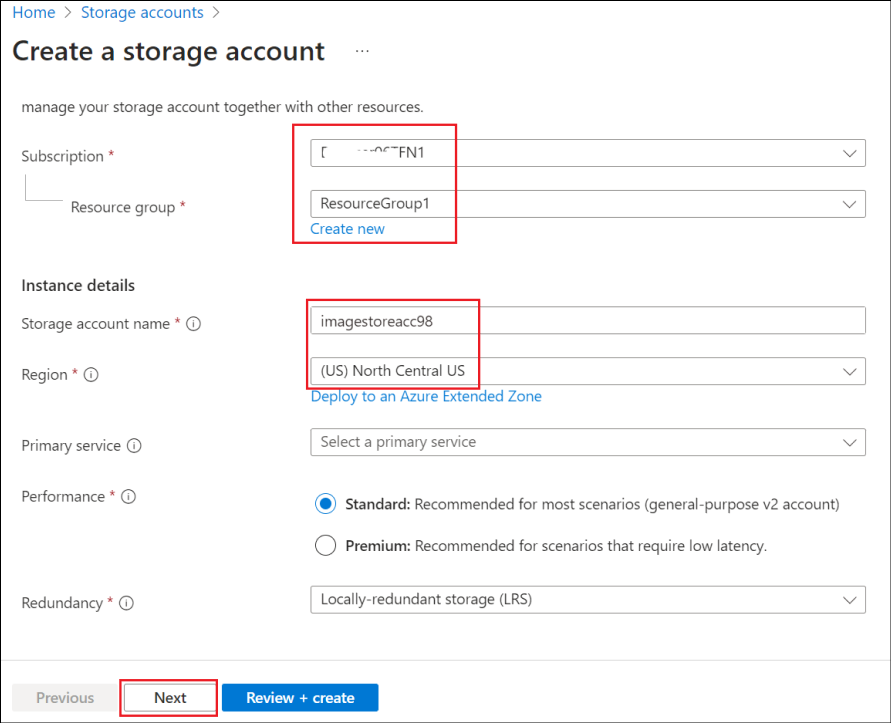 Home > Storage accounts >
Create a storage account ...
manage your storage account together with other resources.
Subscription *
Resource group *
ResourceGroup1
Create new
Instance details
Storage account name *
imagestoreacc98
Region *
(US) North Central US
Deploy to an Azure Extended Zone
Primary service
Select a primary service
Performance *
Standard: Recommended for most scenarios (general-purpose v2 account)
Premium: Recommended for scenarios that require low latency.
Redundancy *
Locally-redundant storage (LRS)
Previous Next Review + create